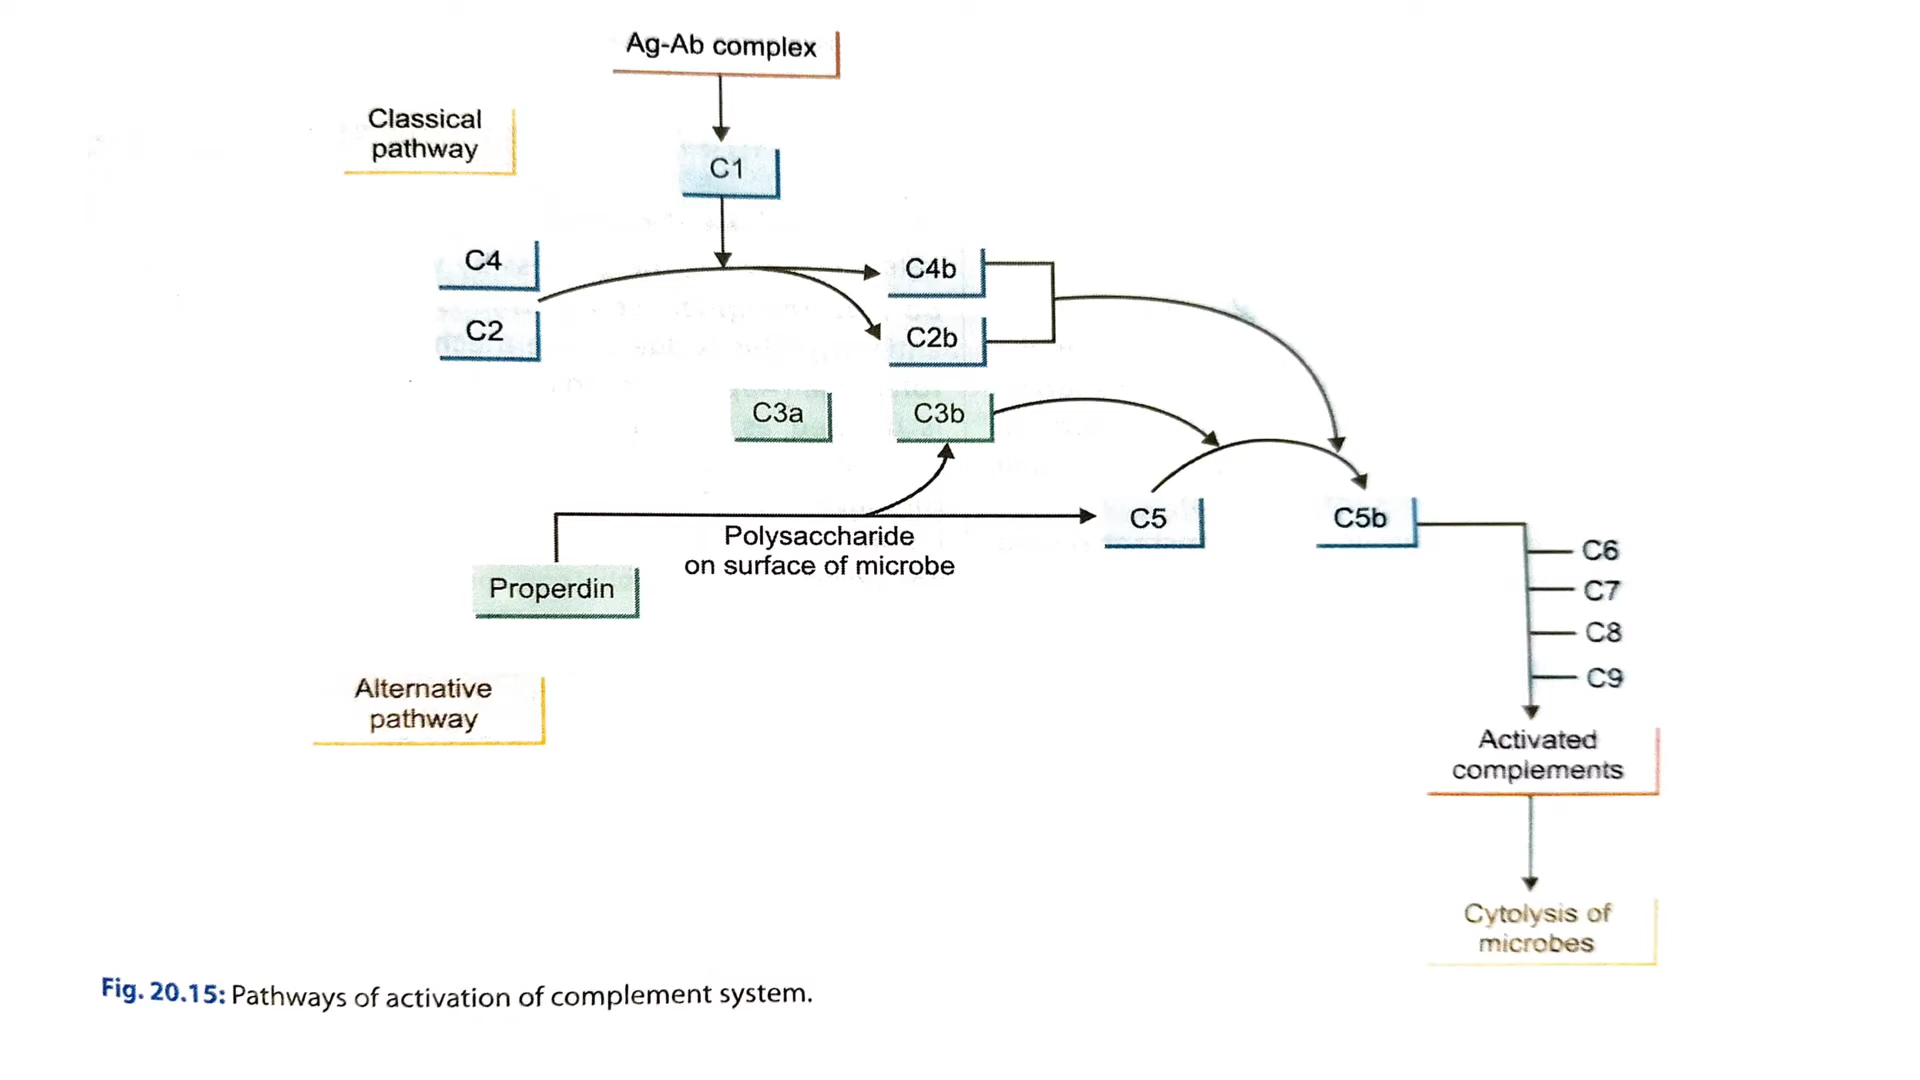 Ag-Ab complex
Classical
pathway
C1
C4
C4b
C2
C2b
C3a
C3b
Polysaccharide
on surface of microbe
C5
C5b
Properdin
C6
C7
C8
C9
Alternative
pathway
Activated
complements
Cytolysis of
microbes
Fig. 20.15: Pathways of activation of complement system.